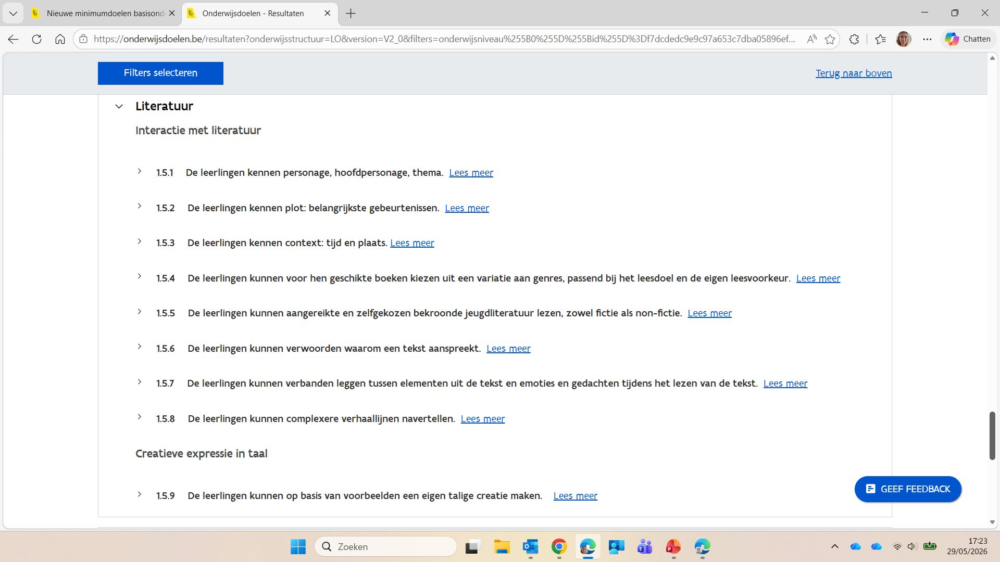 Nieuwe minimumdoelen basisond
Onderwijsdoelen - Resultaten
https://onderwijsdoelen.be/resultaten?onderwijsstructuur=LO&version=V2_0&filters=onderwijsniveau%255B0%255D%255Bid%255D%3Df7dcdedc9e9c97a653c7dba05896ef...
Chatten
Filters selecteren
Terug naar boven
Literatuur
Interactie met literatuur
1.5.1 De leerlingen kennen personage, hoofdpersonage, thema. Lees meer
1.5.2 De leerlingen kennen plot: belangrijkste gebeurtenissen. Lees meer
1.5.3 De leerlingen kennen context: tijd en plaats. Lees meer
1.5.4 De leerlingen kunnen voor hen geschikte boeken kiezen uit een variatie aan genres, passend bij het leesdoel en de eigen leesvoorkeur. Lees meer
1.5.5 De leerlingen kunnen aangereikte en zelfgekozen bekroonde jeugdliteratuur lezen, zowel fictie als non-fictie. Lees meer
1.5.6 De leerlingen kunnen verwoorden waarom een tekst aanspreekt. Lees meer
1.5.7 De leerlingen kunnen verbanden leggen tussen elementen uit de tekst en emoties en gedachten tijdens het lezen van de tekst. Lees meer
1.5.8 De leerlingen kunnen complexere verhaallijnen navertellen. Lees meer
Creatieve expressie in taal
1.5.9 De leerlingen kunnen op basis van voorbeelden een eigen talige creatie maken. Lees meer
GEEF FEEDBACK
Zoeken
17:23
29/05/2026